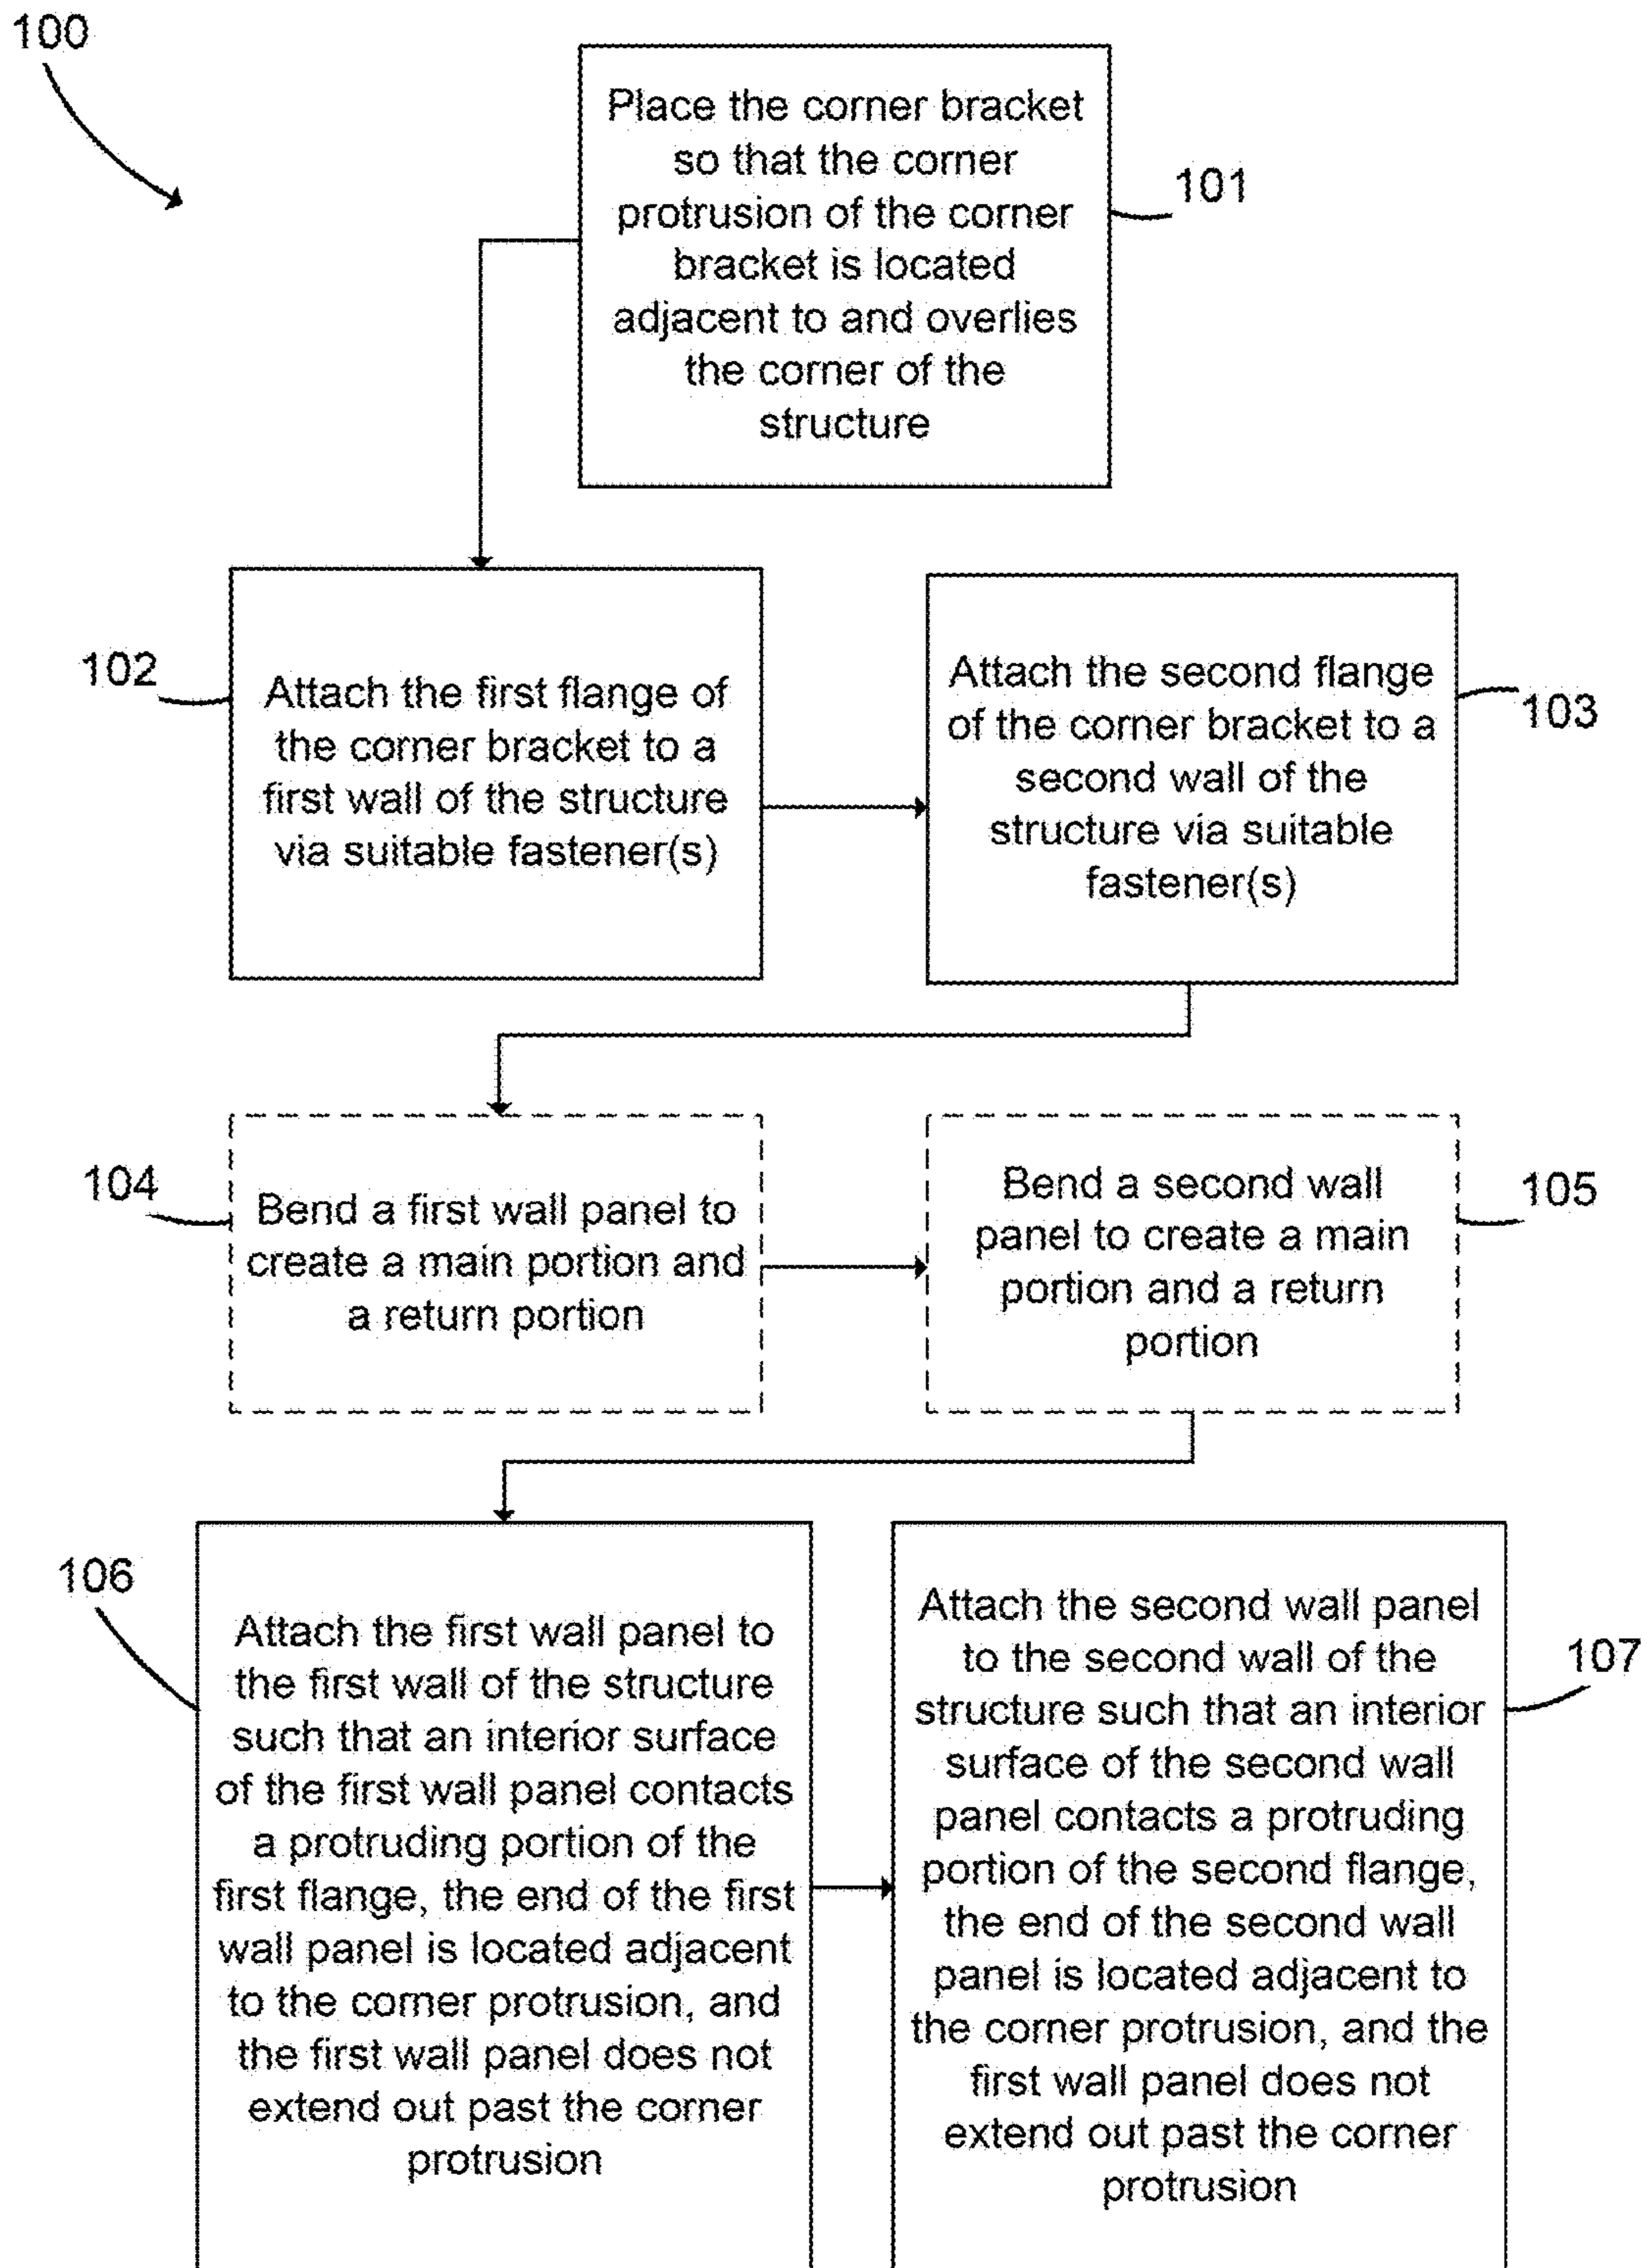 100
Place the corner bracket
so that the corner
protrusion of the corner
bracket is located
adjacent to and overlies
the corner of the
structure
101
102
Attach the first flange of
the corner bracket to a
first wall of the structure
via suitable fastener(s)
Attach the second flange
of the corner bracket to a
second wall of the
structure via suitable
fastener(s)
103
104
Bend a first wall panel to
create a main portion and
a return portion
Bend a second wall
panel to create a main
portion and a return
portion
105
106
Attach the first wall panel to
the first wall of the structure
such that an interior surface
of the first wall panel contacts
a protruding portion of the
first flange, the end of the first
wall panel is located adjacent
to the corner protrusion, and
the first wall panel does not
extend out past the corner
protrusion
Attach the second wall panel
to the second wall of the
structure such that an interior
surface of the second wall
panel contacts a protruding
portion of the second flange,
the end of the second wall
panel is located adjacent to
the corner protrusion, and the
first wall panel does not
extend out past the corner
protrusion
107